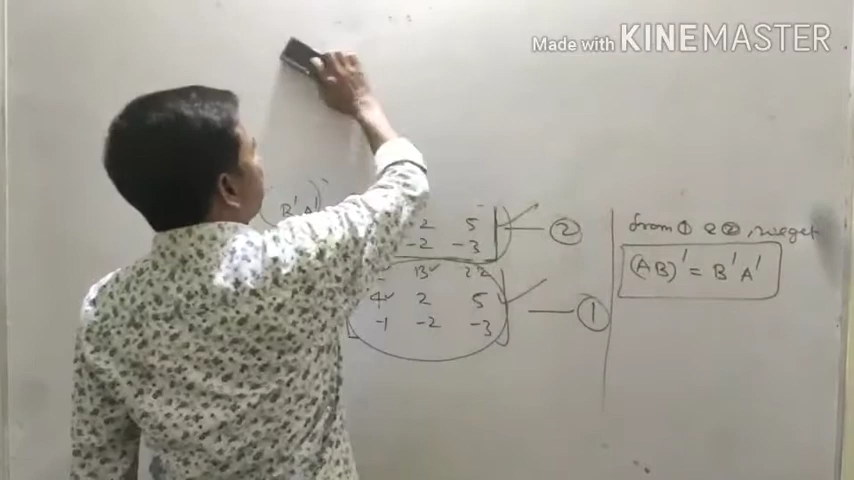 Made with KINEMASTER
B'A'
2 5 ②
-2 -3
13 22
4 2 5 ①
-1 -2 -3
from ① & ②, we get
(AB)' = B'A'